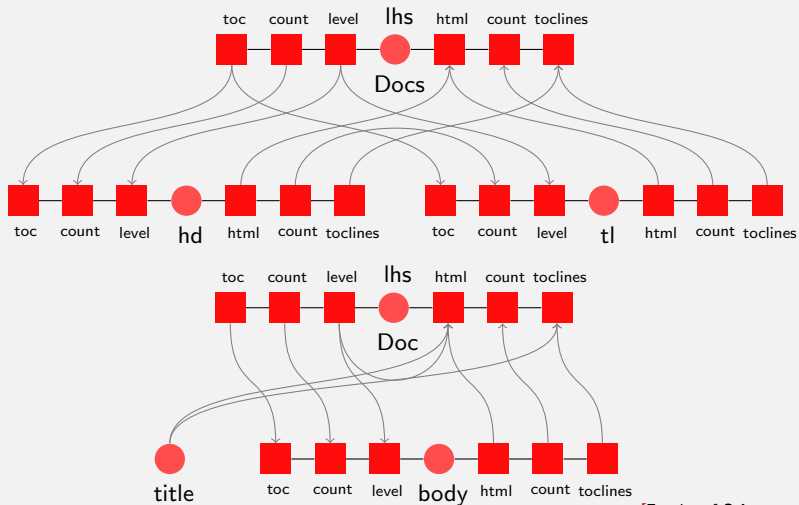 toc count level lhs html count toclines
Docs
toc count level hd html count toclines toc count level tl html count toclines
toc count level lhs html count toclines
Doc
title toc count level body html count toclines